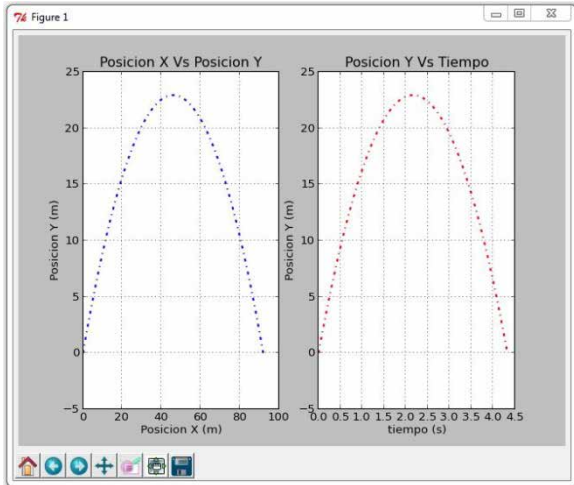 Figure 1
Posicion X Vs Posicion Y
25
20
15
10
5
0
−5
Posicion Y (m)
0 20 40 60 80 100
Posicion X (m)
Posicion Y Vs Tiempo
25
20
15
10
5
0
−5
Posicion Y (m)
0.0 0.5 1.0 1.5 2.0 2.5 3.0 3.5 4.0 4.5
tiempo (s)